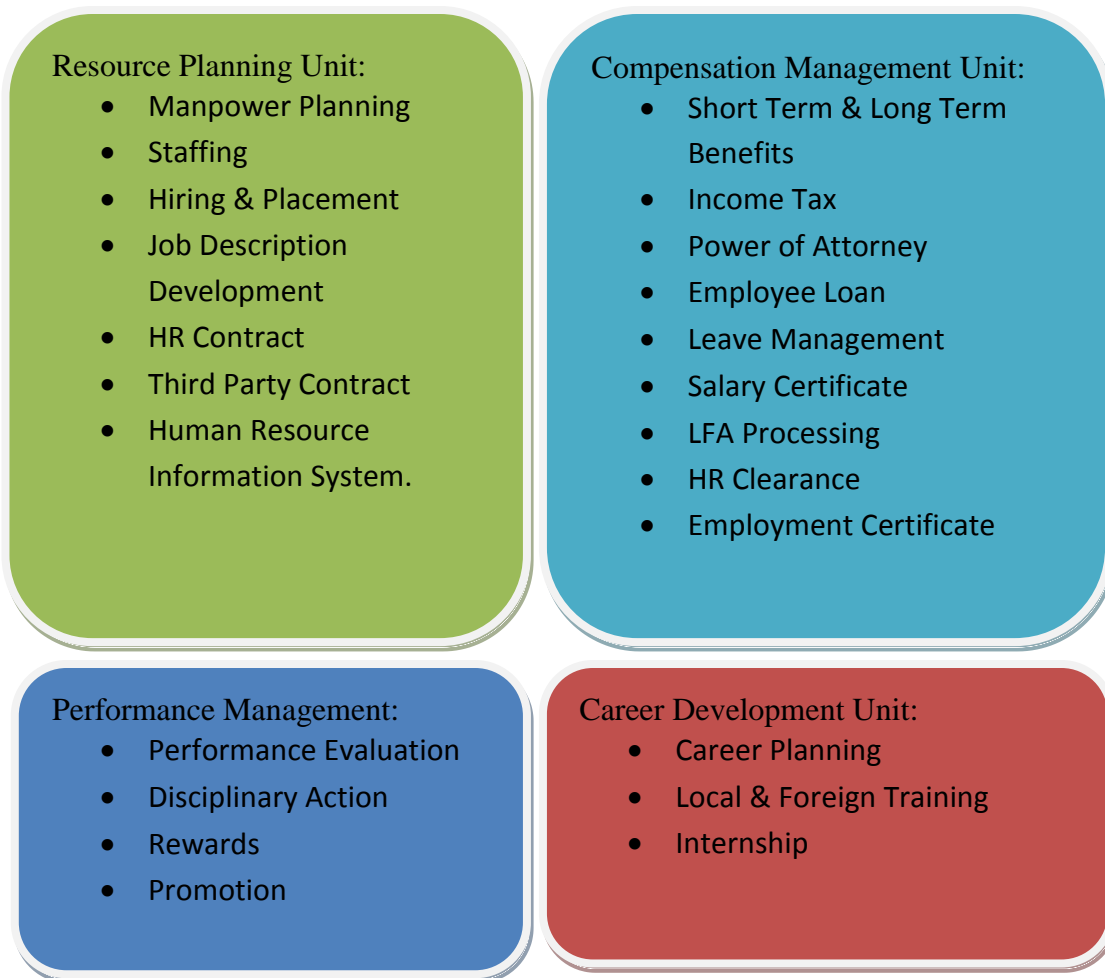 Resource Planning Unit:
• Manpower Planning
• Staffing
• Hiring & Placement
• Job Description
Development
• HR Contract
• Third Party Contract
• Human Resource
Information System.
Compensation Management Unit:
• Short Term & Long Term
Benefits
• Income Tax
• Power of Attorney
• Employee Loan
• Leave Management
• Salary Certificate
• LFA Processing
• HR Clearance
• Employment Certificate
Performance Management:
• Performance Evaluation
• Disciplinary Action
• Rewards
• Promotion
Career Development Unit:
• Career Planning
• Local & Foreign Training
• Internship